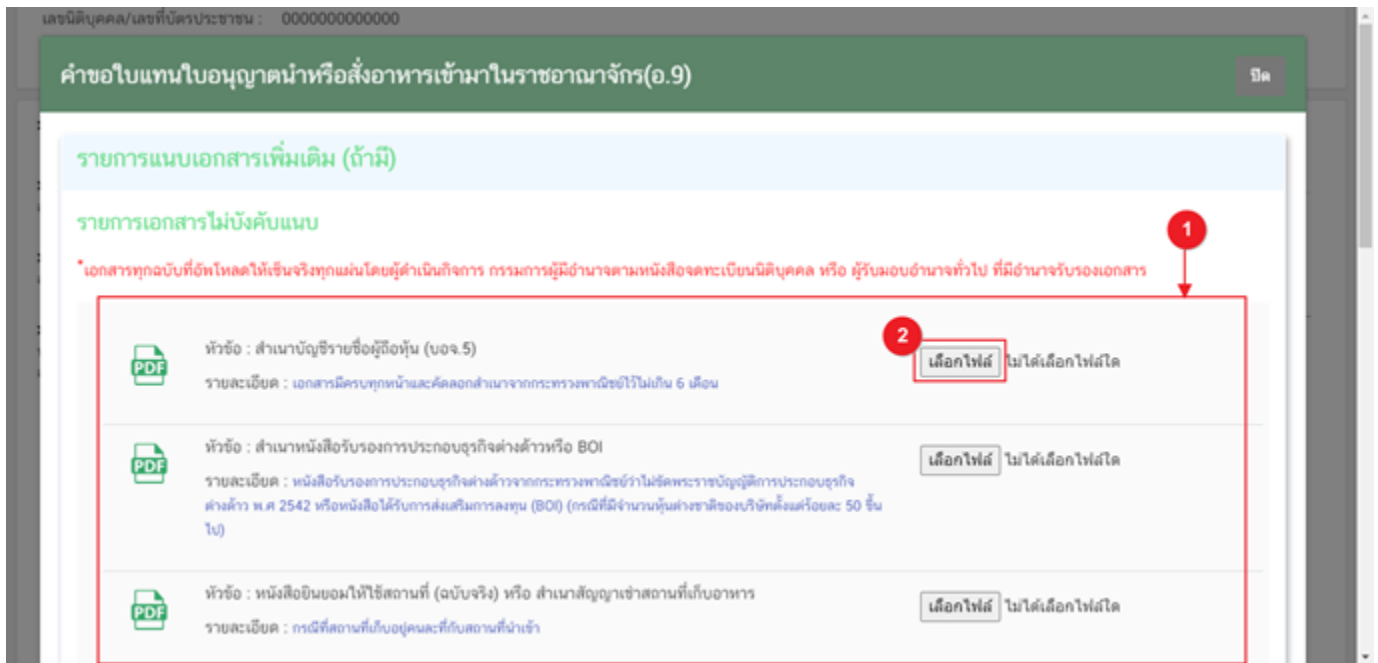 เลขนิติบุคคล/เลขที่บัตรประชาชน : 0000000000000
คำขอใบแทนใบอนุญาตนำหรือสั่งอาหารเข้ามาในราชอาณาจักร(อ.9)
ปิด
รายการแนบเอกสารเพิ่มเติม (ถ้ามี)
รายการเอกสารไม่บังคับแนบ
1
*เอกสารทุกฉบับที่อัพโหลดให้เซ็นจริงทุกแผ่นโดยผู้ดำเนินกิจการ กรรมการผู้มีอำนาจตามหนังสือจดทะเบียนนิติบุคคล หรือ ผู้รับมอบอำนาจทั่วไป ที่มีอำนาจรับรองเอกสาร
2
PDF
หัวข้อ : สำเนาบัญชีรายชื่อผู้ถือหุ้น (บอจ.5)
รายละเอียด : เอกสารมีครบทุกหน้าและคัดลอกสำเนาจากกระทรวงพาณิชย์ไว้ไม่เกิน 6 เดือน
เลือกไฟล์ ไม่ได้เลือกไฟล์ใด
PDF
หัวข้อ : สำเนาหนังสือรับรองการประกอบธุรกิจต่างด้าวหรือ BOI
รายละเอียด : หนังสือรับรองการประกอบธุรกิจต่างด้าวจากกระทรวงพาณิชย์ว่าไม่ขัดพระราชบัญญัติการประกอบธุรกิจ
ต่างด้าว พ.ศ 2542 หรือหนังสือได้รับการส่งเสริมการลงทุน (BOI) (กรณีที่มีจำนวนหุ้นต่างชาติของบริษัทตั้งแต่ร้อยละ 50 ขึ้น
ไป)
เลือกไฟล์ ไม่ได้เลือกไฟล์ใด
PDF
หัวข้อ : หนังสือยินยอมให้ใช้สถานที่ (ฉบับจริง) หรือ สำเนาสัญญาเช่าสถานที่เก็บอาหาร
รายละเอียด : กรณีที่สถานที่เก็บอยู่คนละที่กับสถานที่นำเข้า
เลือกไฟล์ ไม่ได้เลือกไฟล์ใด